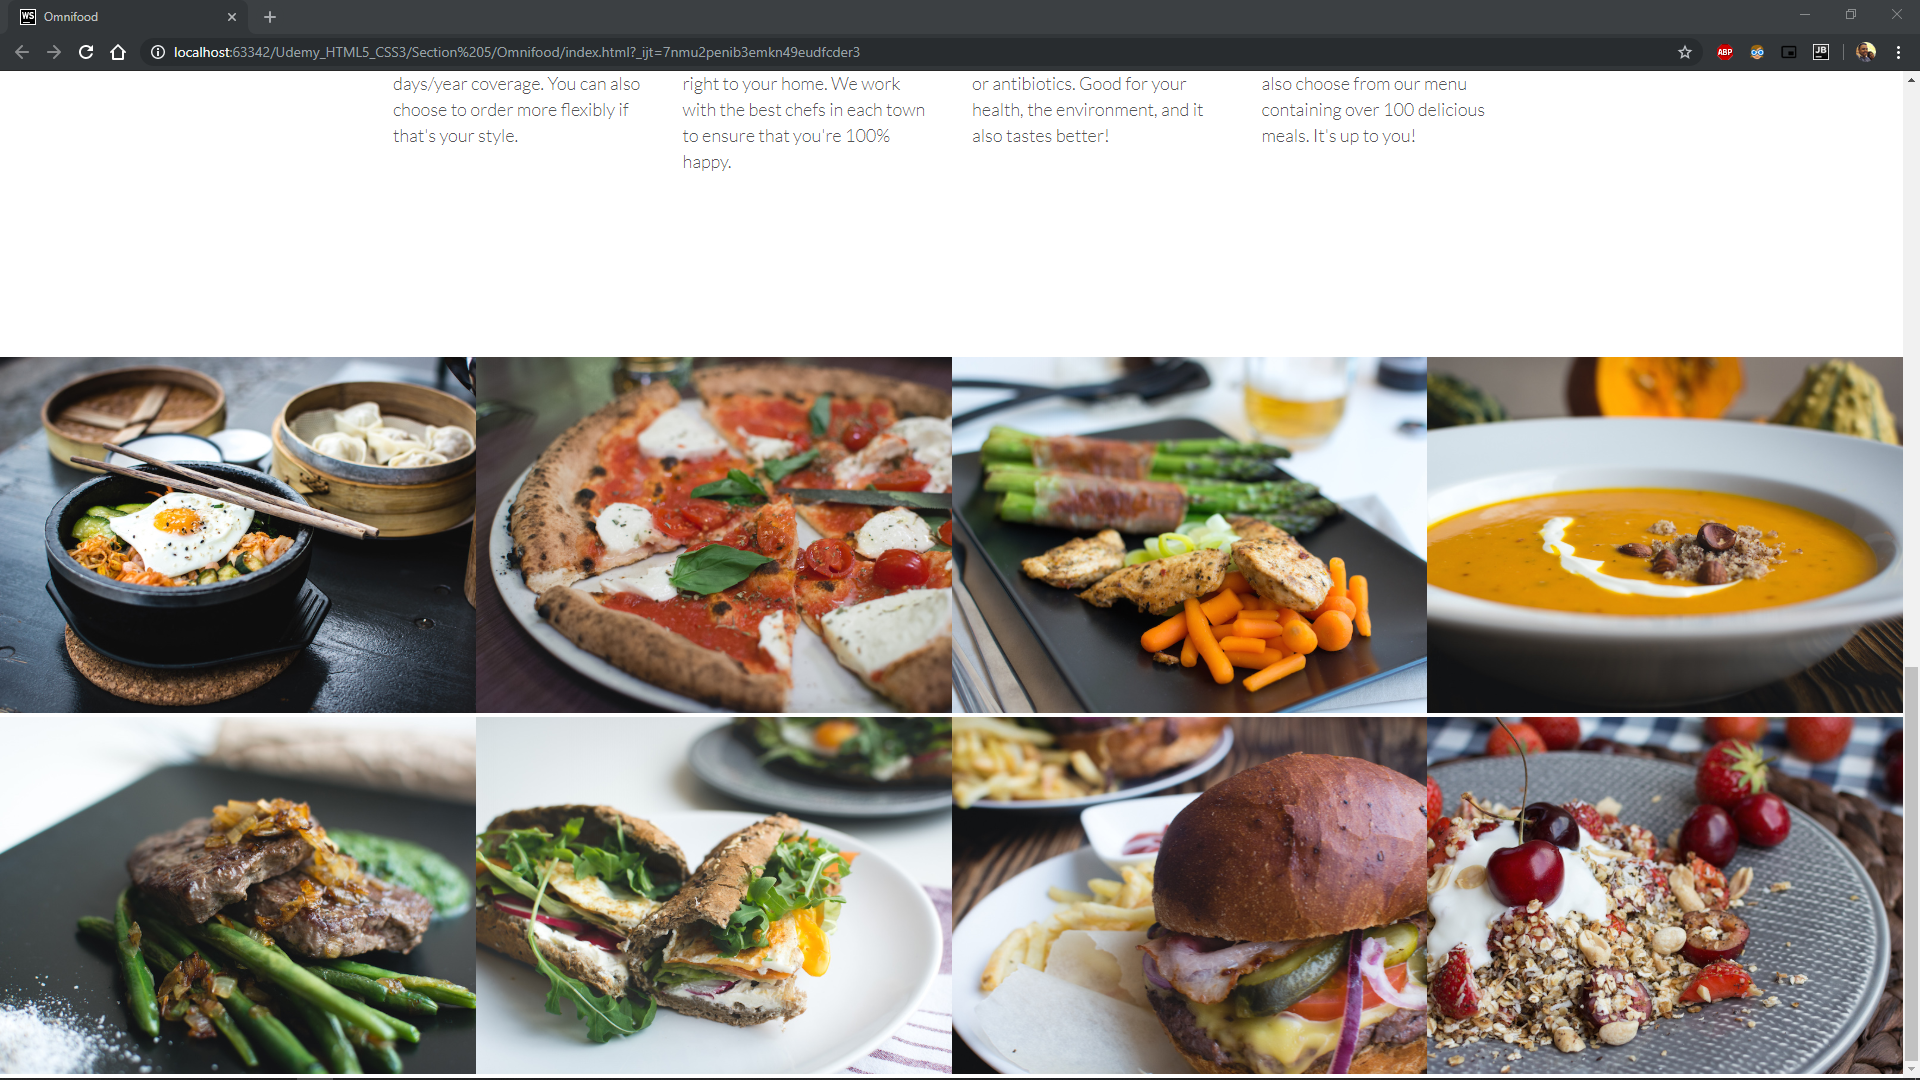 WS Omnifood
localhost:63342/Udemy_HTML5_CSS3/Section%205/Omnifood/index.html?_ijt=7nmu2penib3emkn49eudfcder3
ABP
JB
days/year coverage. You can also
choose to order more flexibly if
that's your style.
right to your home. We work
with the best chefs in each town
to ensure that you're 100%
happy.
or antibiotics. Good for your
health, the environment, and it
also tastes better!
also choose from our menu
containing over 100 delicious
meals. It's up to you!